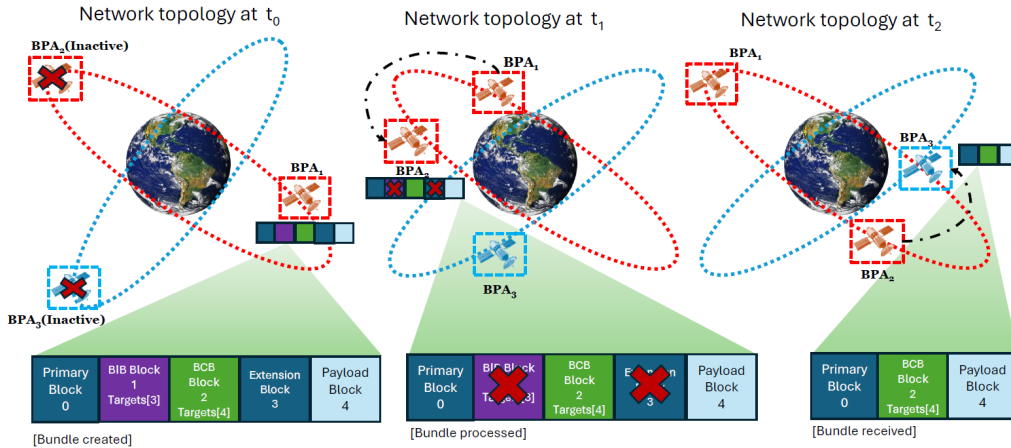 Network topology at t0
Network topology at t1
Network topology at t2
BPA2(Inactive)
BPA1
BPA3(Inactive)
BPA1
BPA2
BPA3
BPA1
BPA3
BPA2
Primary
Block
0
BIB Block
1
Targets[3]
BCB
Block
2
Targets[4]
Extension
Block
3
Payload
Block
4
[Bundle created]
Primary
Block
0
BCB
Block
2
Targets[4]
3
Payload
Block
4
[Bundle processed]
Primary
Block
0
BCB
Block
2
Targets[4]
Payload
Block
4
[Bundle received]